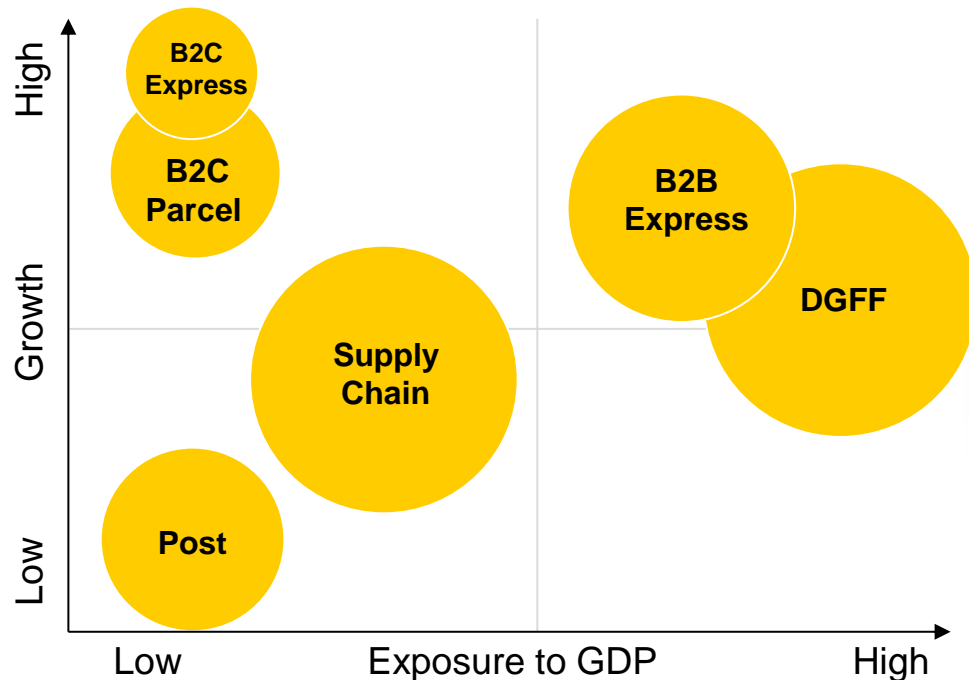 High
Growth
Low
B2C
Express
B2C
Parcel
B2B
Express
DGFF
Supply
Chain
Post
Low
Exposure to GDP
High